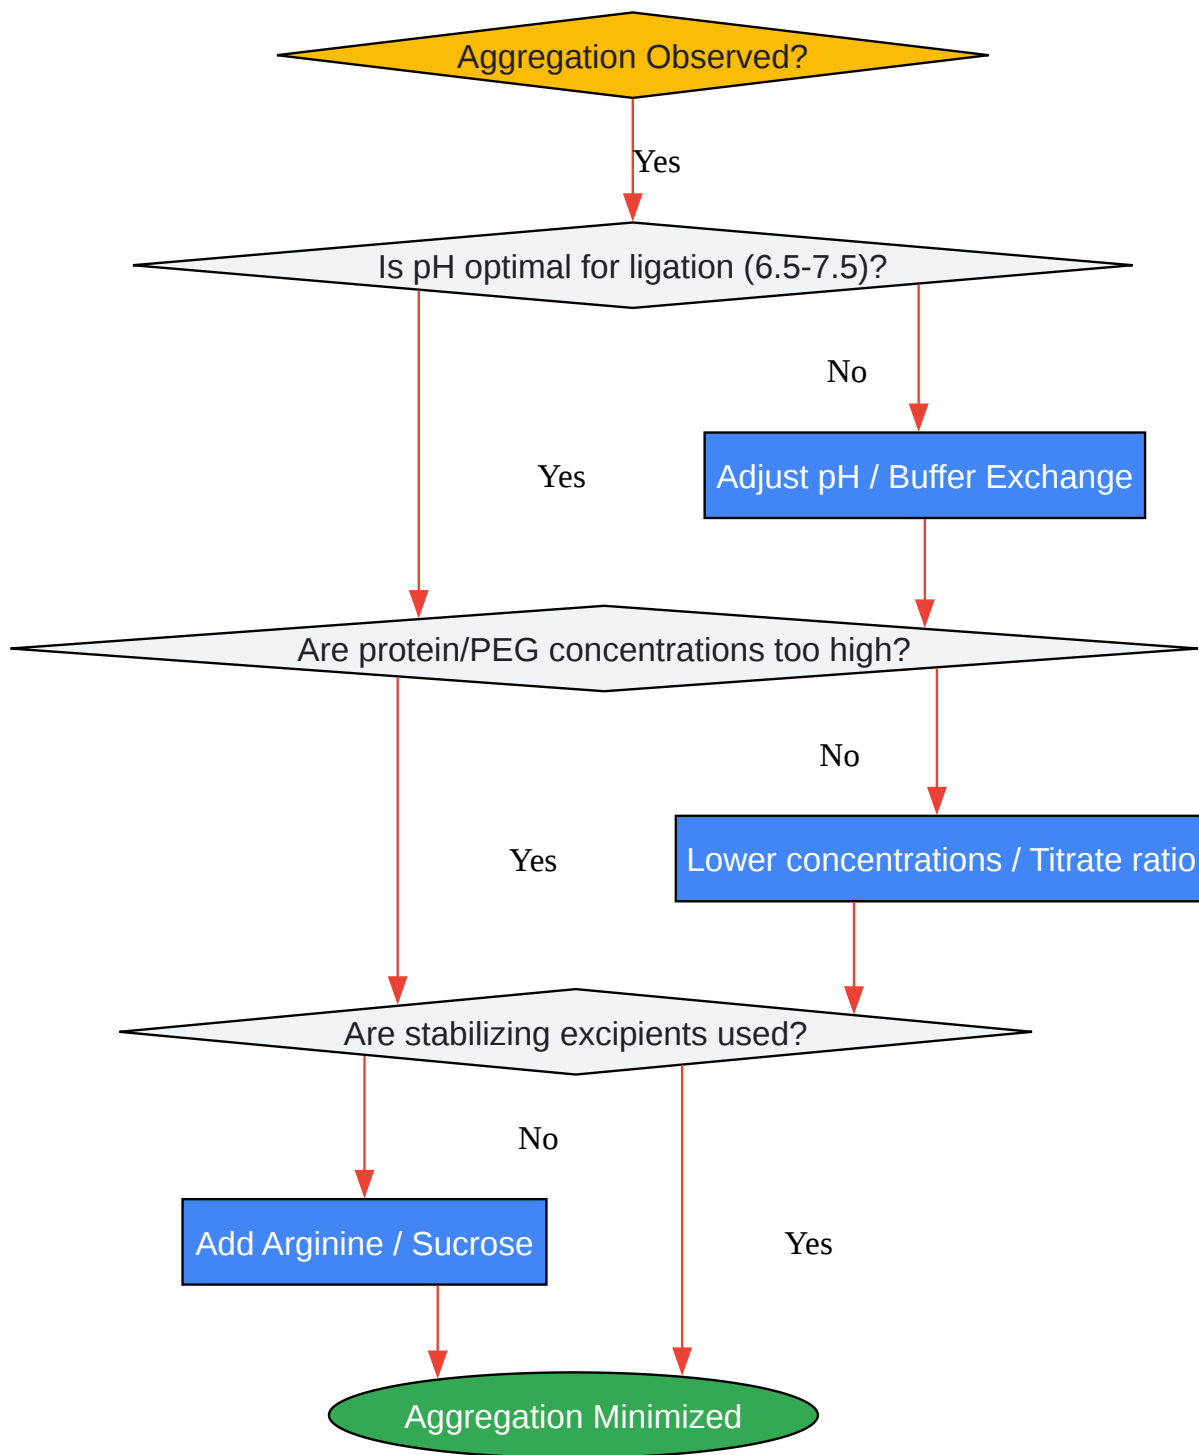 Aggregation Observed?
Yes
Is pH optimal for ligation (6.5-7.5)?
No
Yes
Adjust pH / Buffer Exchange
Are protein/PEG concentrations too high?
No
Yes
Lower concentrations / Titrate ratio
Are stabilizing excipients used?
No
Add Arginine / Sucrose
Yes
Aggregation Minimized